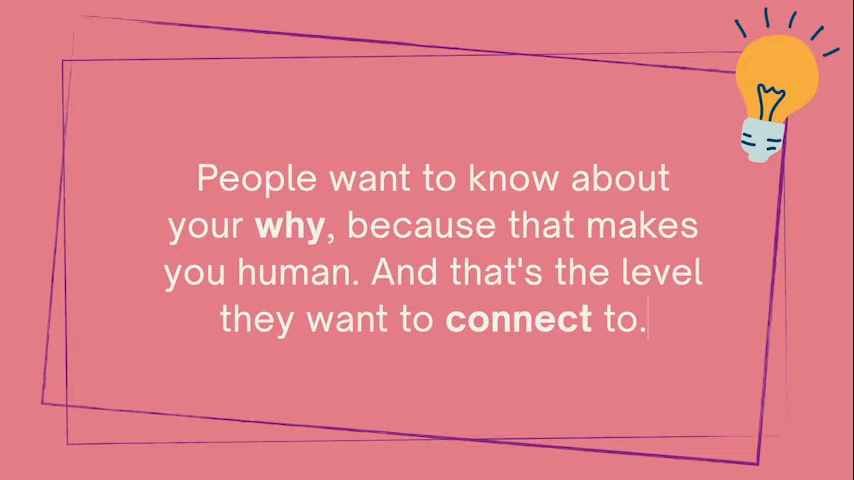 People want to know about
your why, because that makes
you human. And that's the level
they want to connect to.